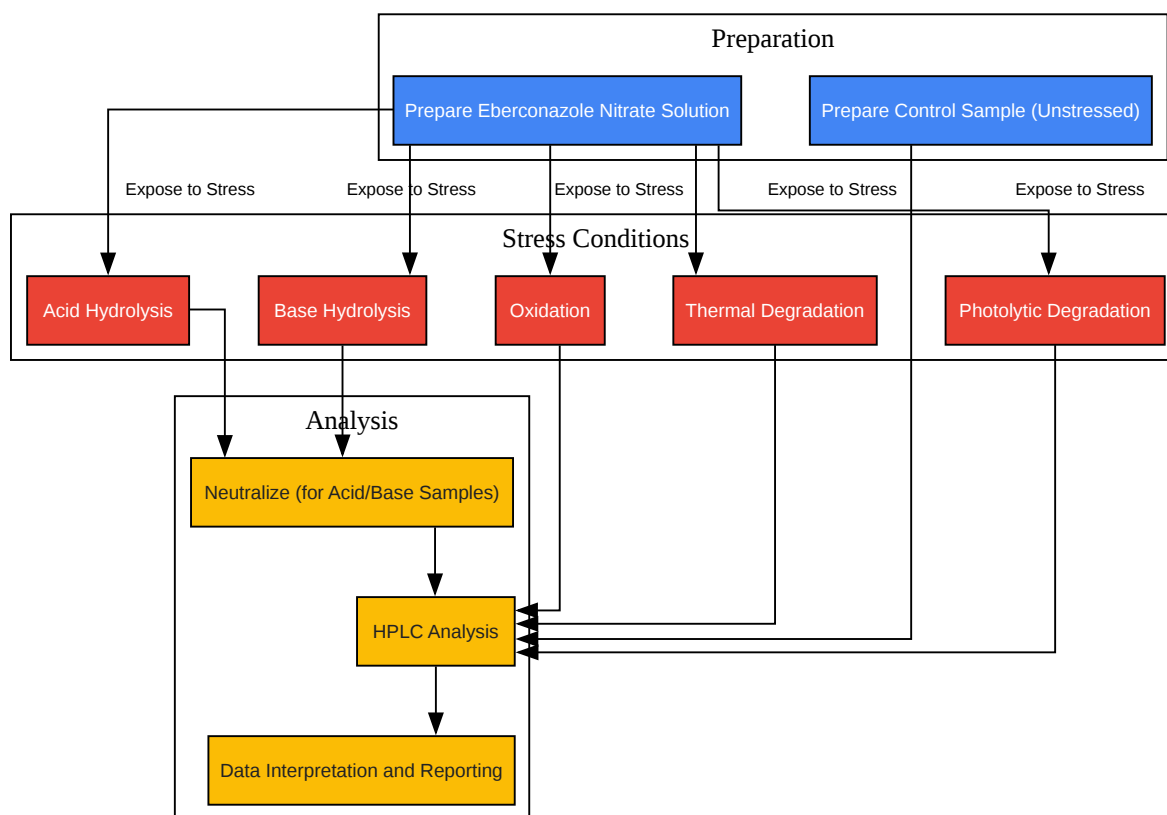 Preparation
Prepare Eberconazole Nitrate Solution
Prepare Control Sample (Unstressed)
Expose to Stress
Expose to Stress
Expose to Stress
Expose to Stress
Expose to Stress
Stress Conditions
Acid Hydrolysis
Base Hydrolysis
Oxidation
Thermal Degradation
Photolytic Degradation
Analysis
Neutralize (for Acid/Base Samples)
HPLC Analysis
Data Interpretation and Reporting